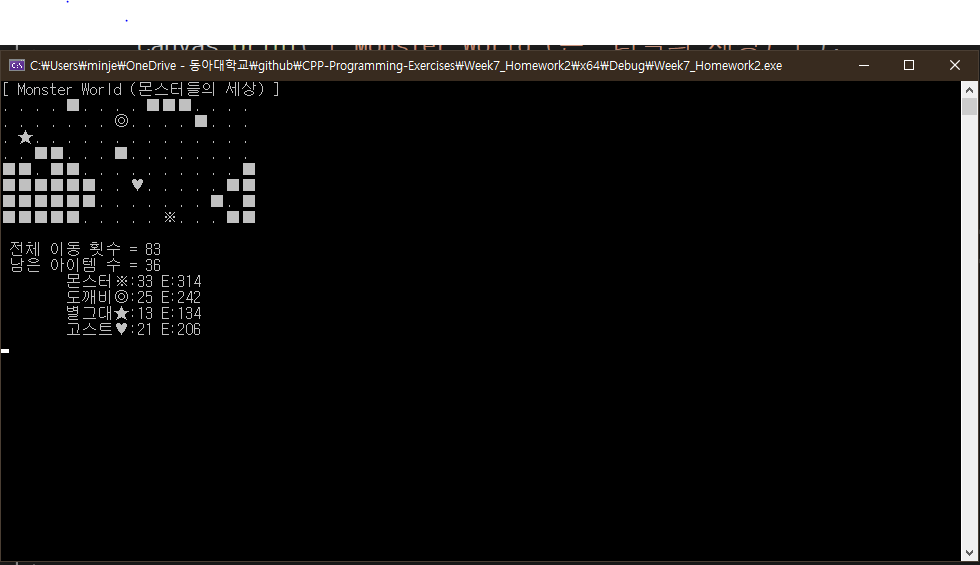 C:₩Users₩minje₩OneDrive - 동아대학교₩github₩CPP-Programming-Exercises₩Week7_Homework2₩x64₩Debug₩Week7_Homework2.exe
[ Monster World (몬스터들의 세상) ]
. . . . ■. . . . ■■■. . . .
. . . . . . . ◎. . . . ■. . .
. ★. . . . . . . . . . . . . .
. . ■■. . . ■. . . . . . . .
■■. ■■. . . . . . . . . . ■
■■■■■■. . ♥. . . . . ■■
■■■■■■. . . . . . . ■. ■
■■■■■. . . . . ※. . . ■■
전체 이동 횟수 = 83
남은 아이템 수 = 36
몬스터※:33 E:314
도깨비◎:25 E:242
별그대★:13 E:134
고스트♥:21 E:206